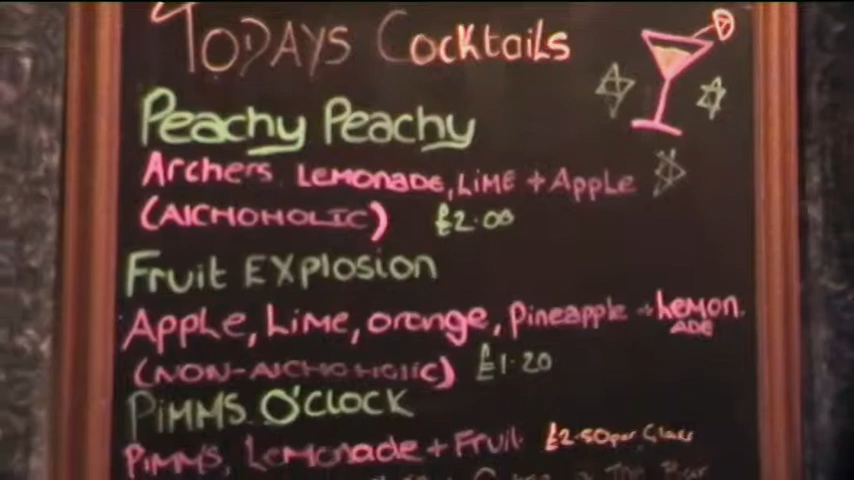 TODAYS Cocktails
Peachy Peachy
Archers LEMONADE, LiME + Apple
(AlCHOHOLIC) £2.00
Fruit Explosion
Apple, Lime, orange, pineapple + Lemon
ADE
(NON-AlCHOHOLIC) £1.20
PiMMS O'CLOCK
PiMM'S, Lemonade + Fruit £2.50 per Glass